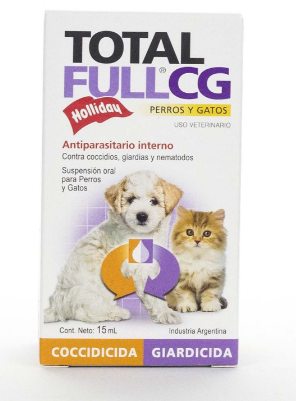 TOTAL
FULL®CG
Holliday
PERROS Y GATOS
USO VETERINARIO
Antiparasitario interno
Contra coccidios, giardias y nematodos
Suspensión oral
para Perros
y Gatos
Cont. Neto: 15 mL
Industria Argentina
COCCIDICIDA
GIARDICIDA